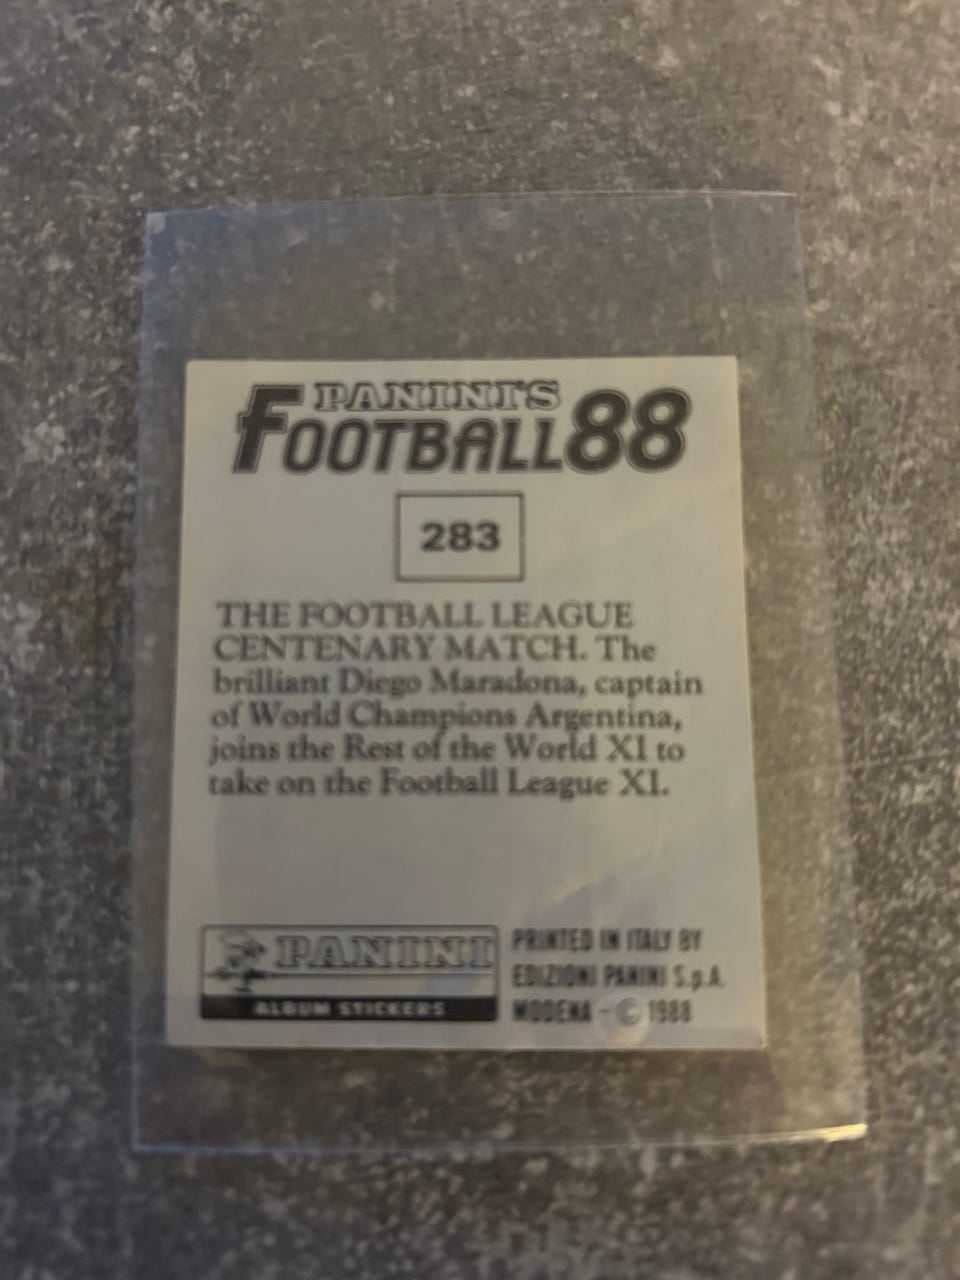 PANINI'S
FOOTBALL 88
283
THE FOOTBALL LEAGUE
CENTENARY MATCH. The
brilliant Diego Maradona, captain
of World Champions Argentina,
joins the Rest of the World XI to
take on the Football League XI.
PANINI
ALBUM STICKERS
PRINTED IN ITALY BY
EDIZIONI PANINI S.p.A.
MODENA - © 1988